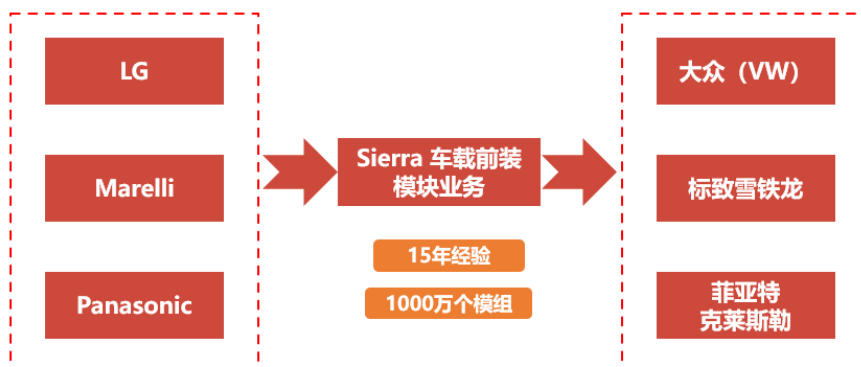 LG
Marelli
Panasonic
Sierra 车载前装
模块业务
15年经验
1000万个模组
大众（VW）
标致雪铁龙
菲亚特
克莱斯勒